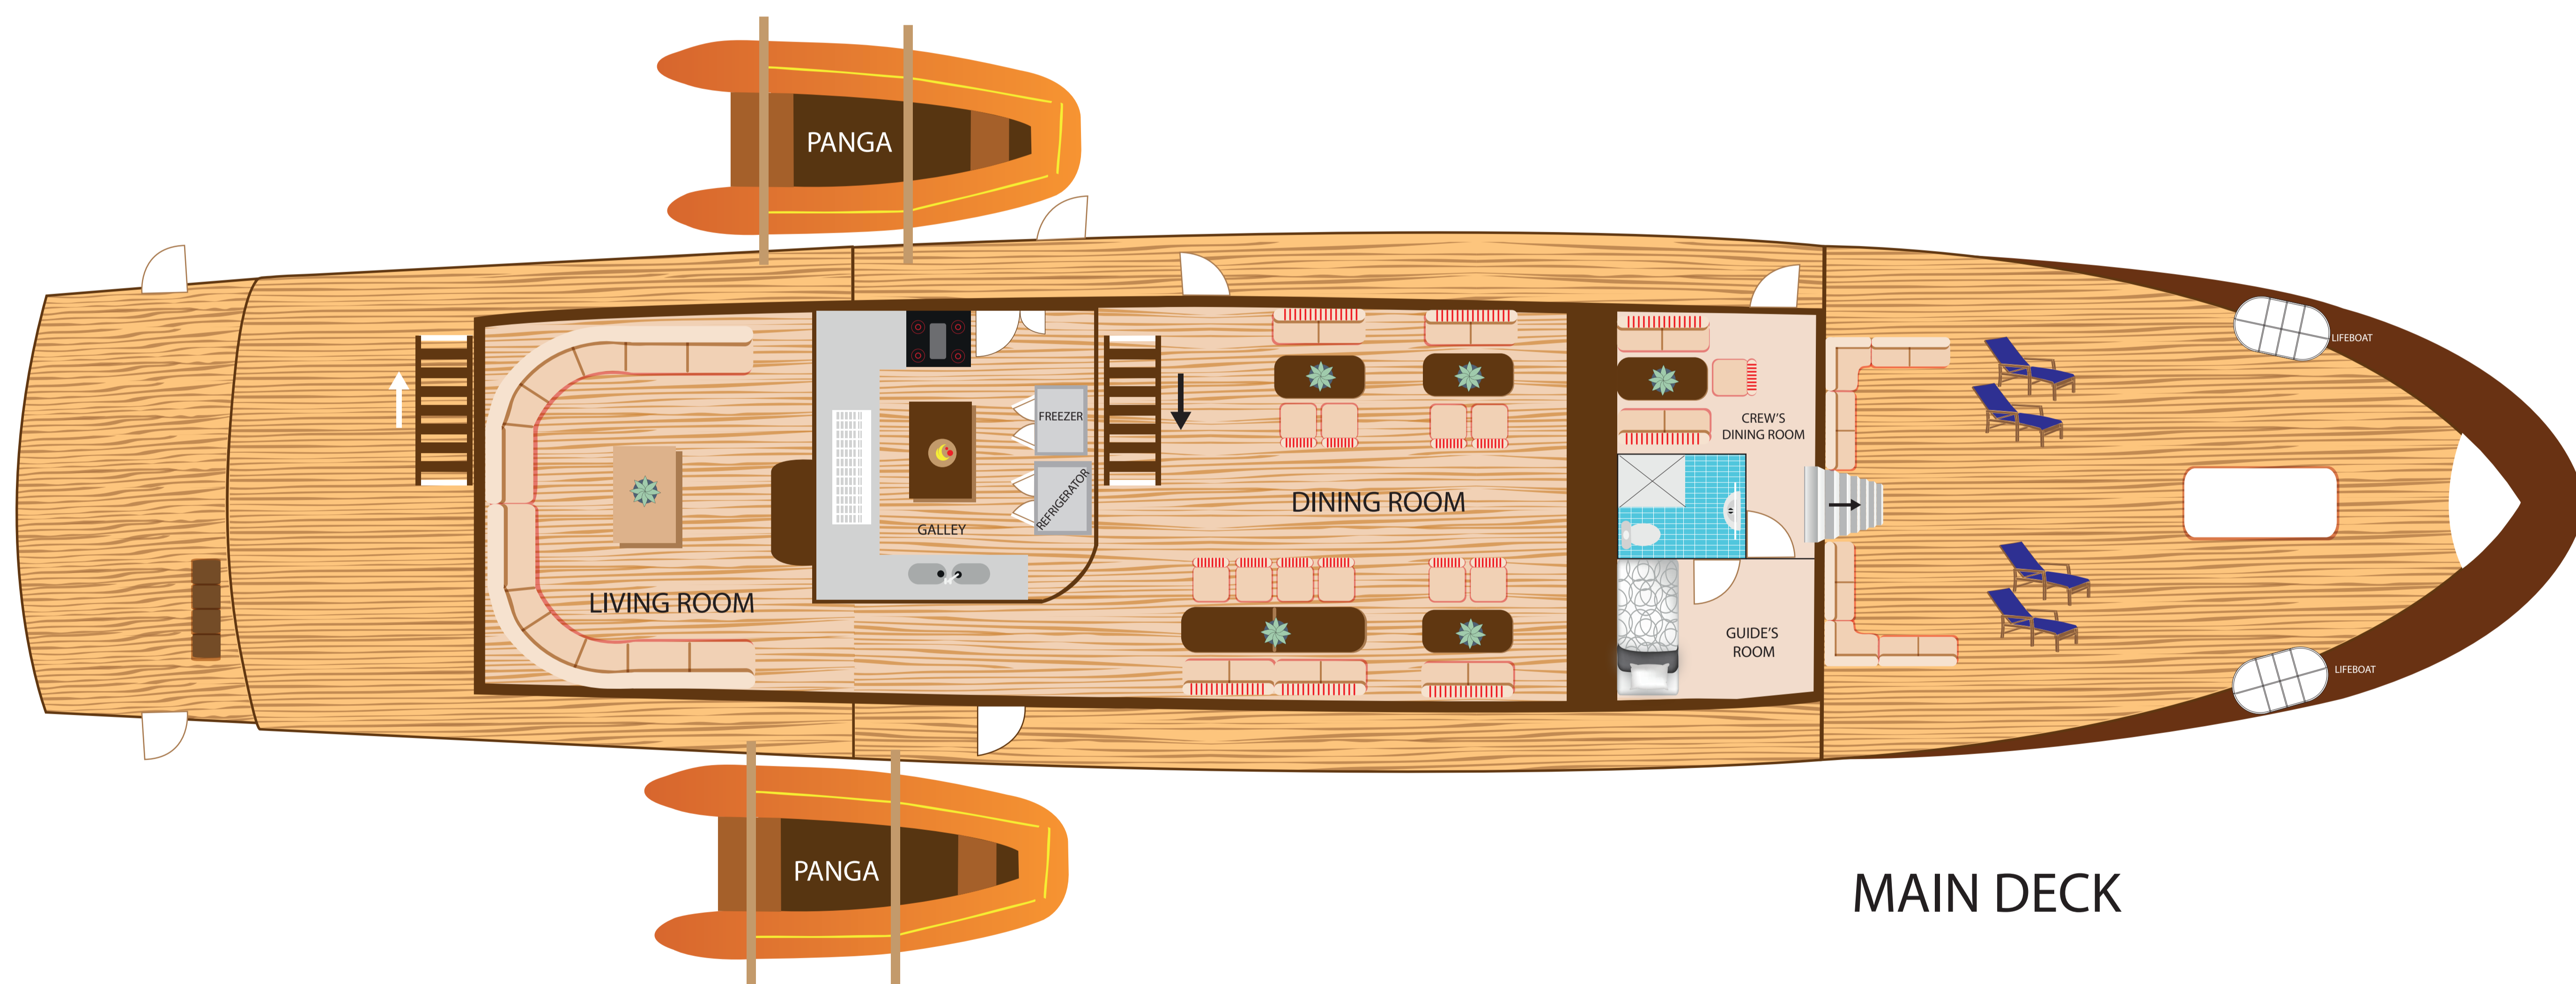 PANGA
FREEZER
REFRIGERATOR
GALLEY
LIVING ROOM
DINING ROOM
CREW'S
DINING ROOM
GUIDE'S
ROOM
LIFEBOAT
LIFEBOAT
PANGA
MAIN DECK